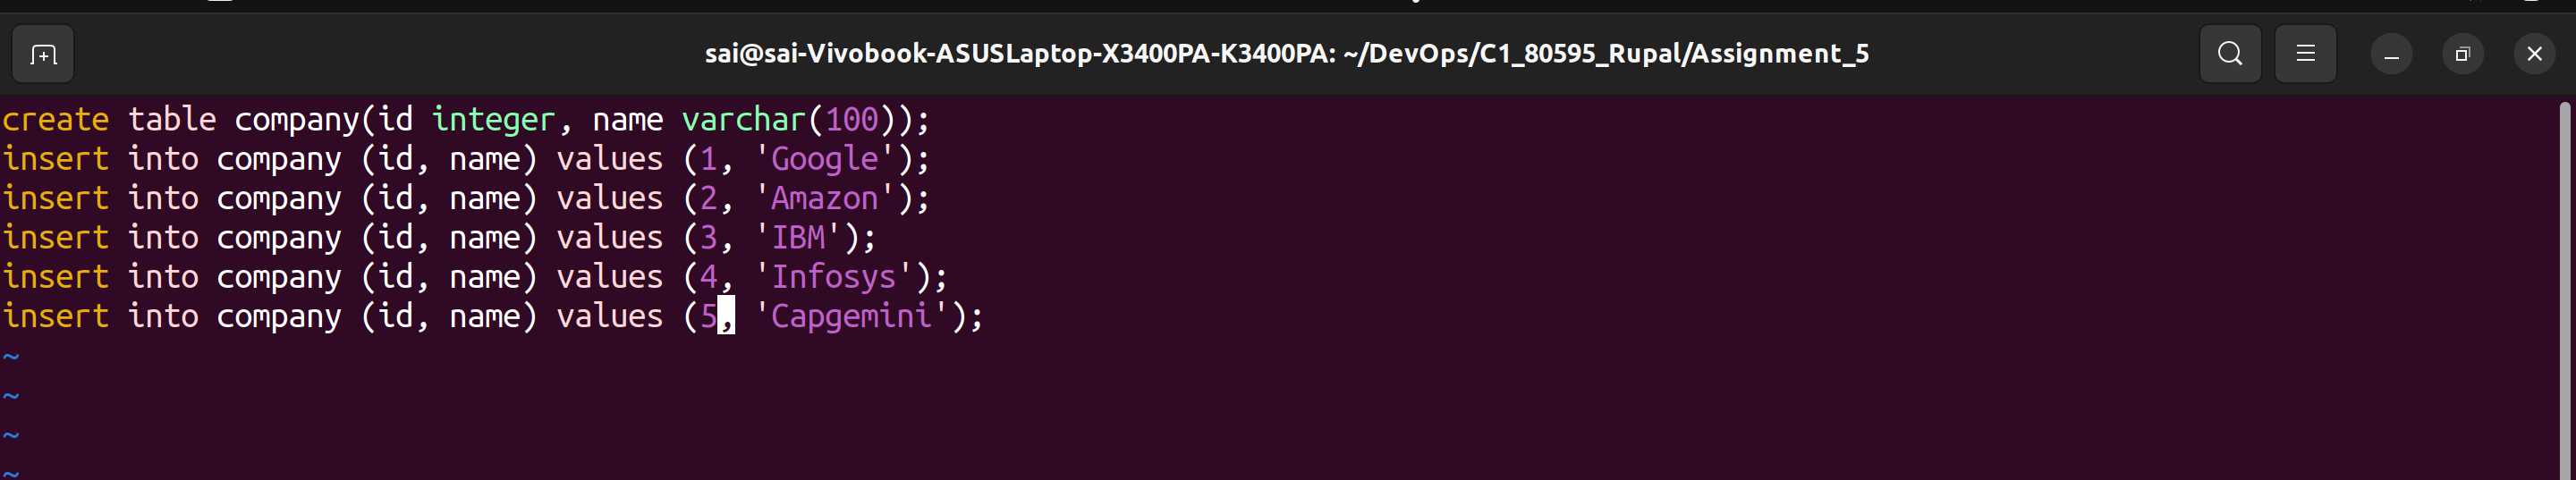 sai@sai-Vivobook-ASUSLaptop-X3400PA-K3400PA: ~/DevOps/C1_80595_Rupal/Assignment_5
create table company(id integer, name varchar(100));
insert into company (id, name) values (1, 'Google');
insert into company (id, name) values (2, 'Amazon');
insert into company (id, name) values (3, 'IBM');
insert into company (id, name) values (4, 'Infosys');
insert into company (id, name) values (5, 'Capgemini');
~
~
~
~